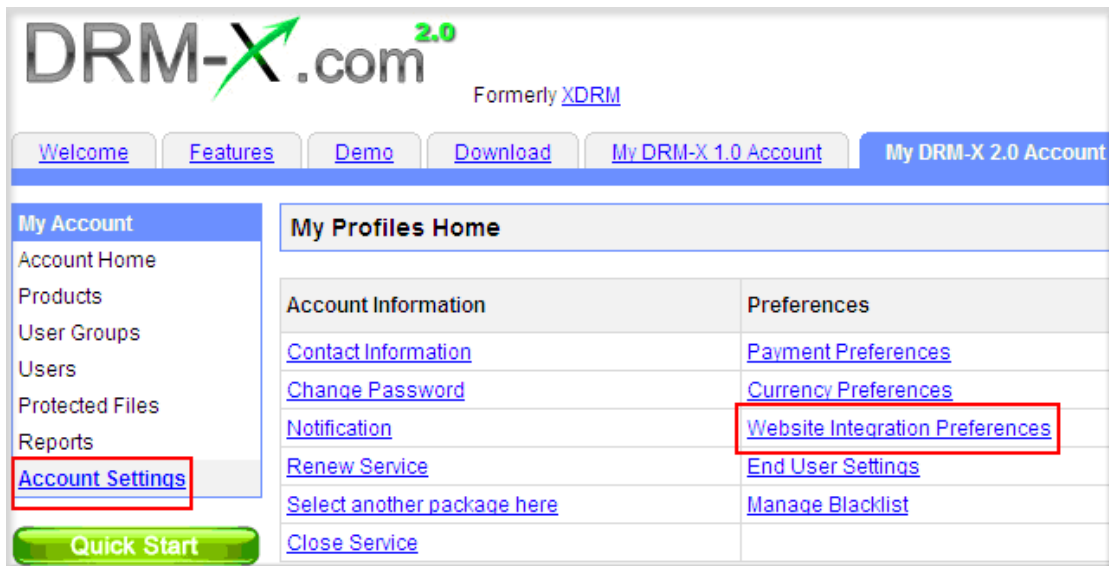 DRM-X.com 2.0
Formerly XDRM
Welcome Features Demo Download My DRM-X 1.0 Account My DRM-X 2.0 Account
My Account
Account Home
Products
User Groups
Users
Protected Files
Reports
Account Settings
Quick Start
My Profiles Home
Account Information Preferences
Contact Information Payment Preferences
Change Password Currency Preferences
Notification Website Integration Preferences
Renew Service End User Settings
Select another package here Manage Blacklist
Close Service